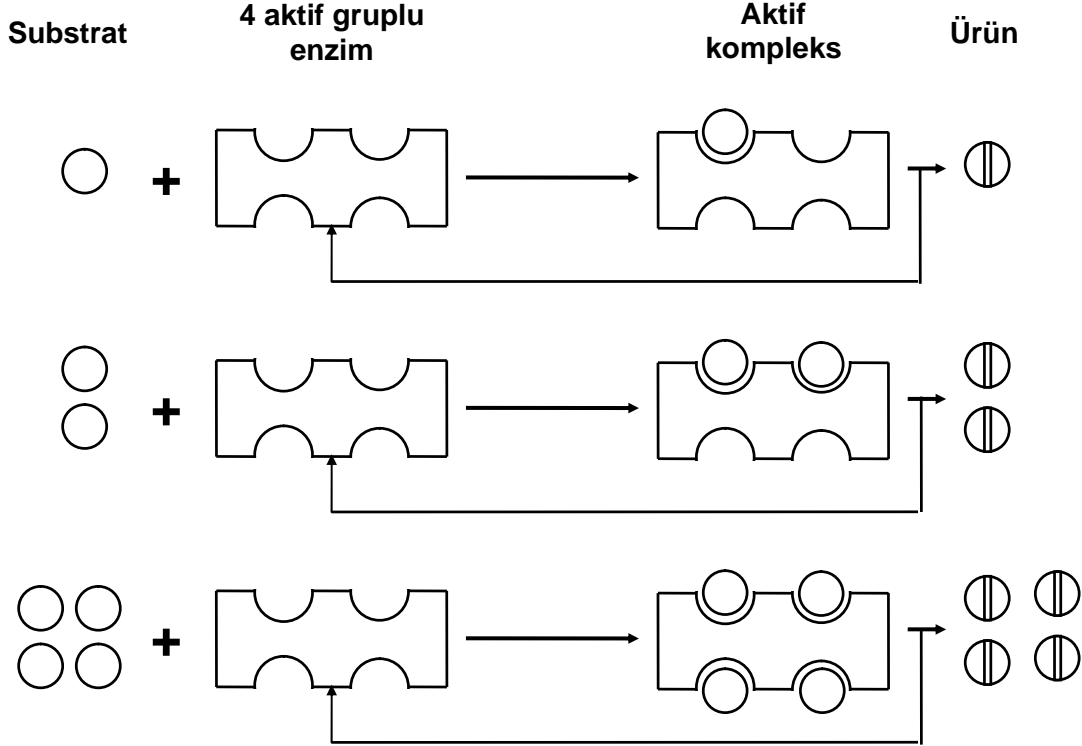 Substrat
4 aktif gruplu
enzim
Aktif
kompleks
Ürün
+
+
+